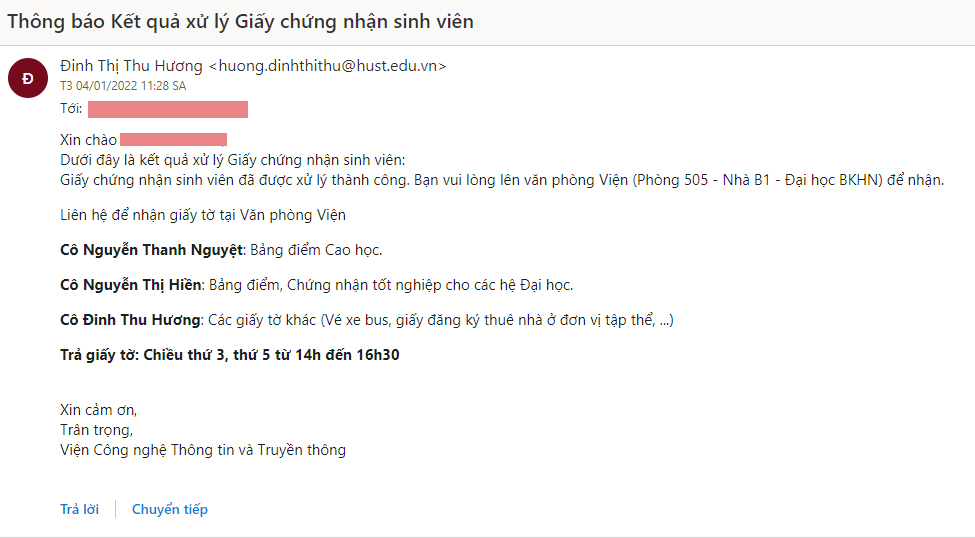 Thông báo Kết quả xử lý Giấy chứng nhận sinh viên
Đ
Đinh Thị Thu Hương <huong.dinhthithu@hust.edu.vn>
T3 04/01/2022 11:28 SA
Tới:
Xin chào
Dưới đây là kết quả xử lý Giấy chứng nhận sinh viên:
Giấy chứng nhận sinh viên đã được xử lý thành công. Bạn vui lòng lên văn phòng Viện (Phòng 505 - Nhà B1 - Đại học BKHN) để nhận.
Liên hệ để nhận giấy tờ tại Văn phòng Viện
Cô Nguyễn Thanh Nguyệt: Bảng điểm Cao học.
Cô Nguyễn Thị Hiền: Bảng điểm, Chứng nhận tốt nghiệp cho các hệ Đại học.
Cô Đinh Thu Hương: Các giấy tờ khác (Vé xe bus, giấy đăng ký thuê nhà ở đơn vị tập thể, ...)
Trả giấy tờ: Chiều thứ 3, thứ 5 từ 14h đến 16h30
Xin cảm ơn,
Trân trọng,
Viện Công nghệ Thông tin và Truyền thông
Trả lời
Chuyển tiếp